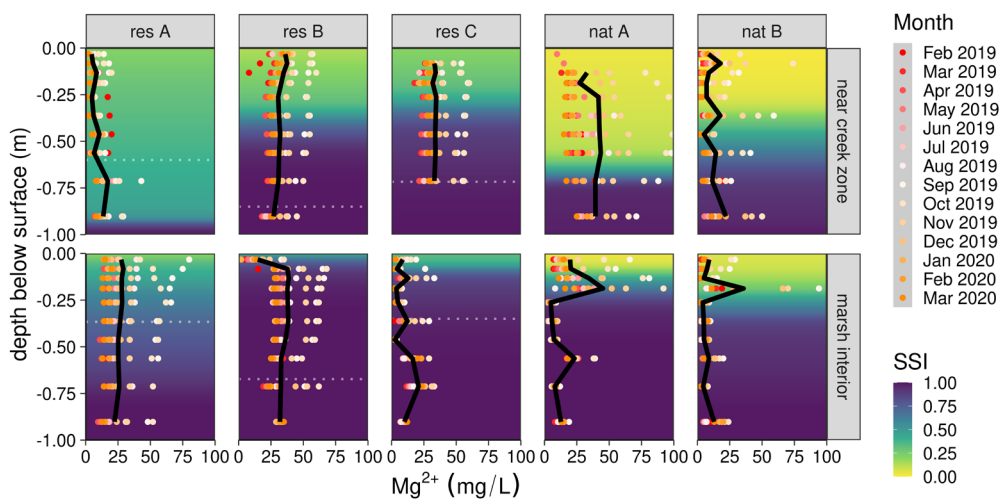 res A res B res C nat A nat B
0.00
-0.25
-0.50
-0.75
-1.00
near creek zone
0.00
-0.25
-0.50
-0.75
-1.00
marsh interior
0 25 50 75 100 0 25 50 75 100 0 25 50 75 100 0 25 50 75 100 0 25 50 75 100
depth below surface (m)
Mg²⁺ (mg/L)
Month
Feb 2019
Mar 2019
Apr 2019
May 2019
Jun 2019
Jul 2019
Aug 2019
Sep 2019
Oct 2019
Nov 2019
Dec 2019
Jan 2020
Feb 2020
Mar 2020
SSI
1.00
0.75
0.50
0.25
0.00